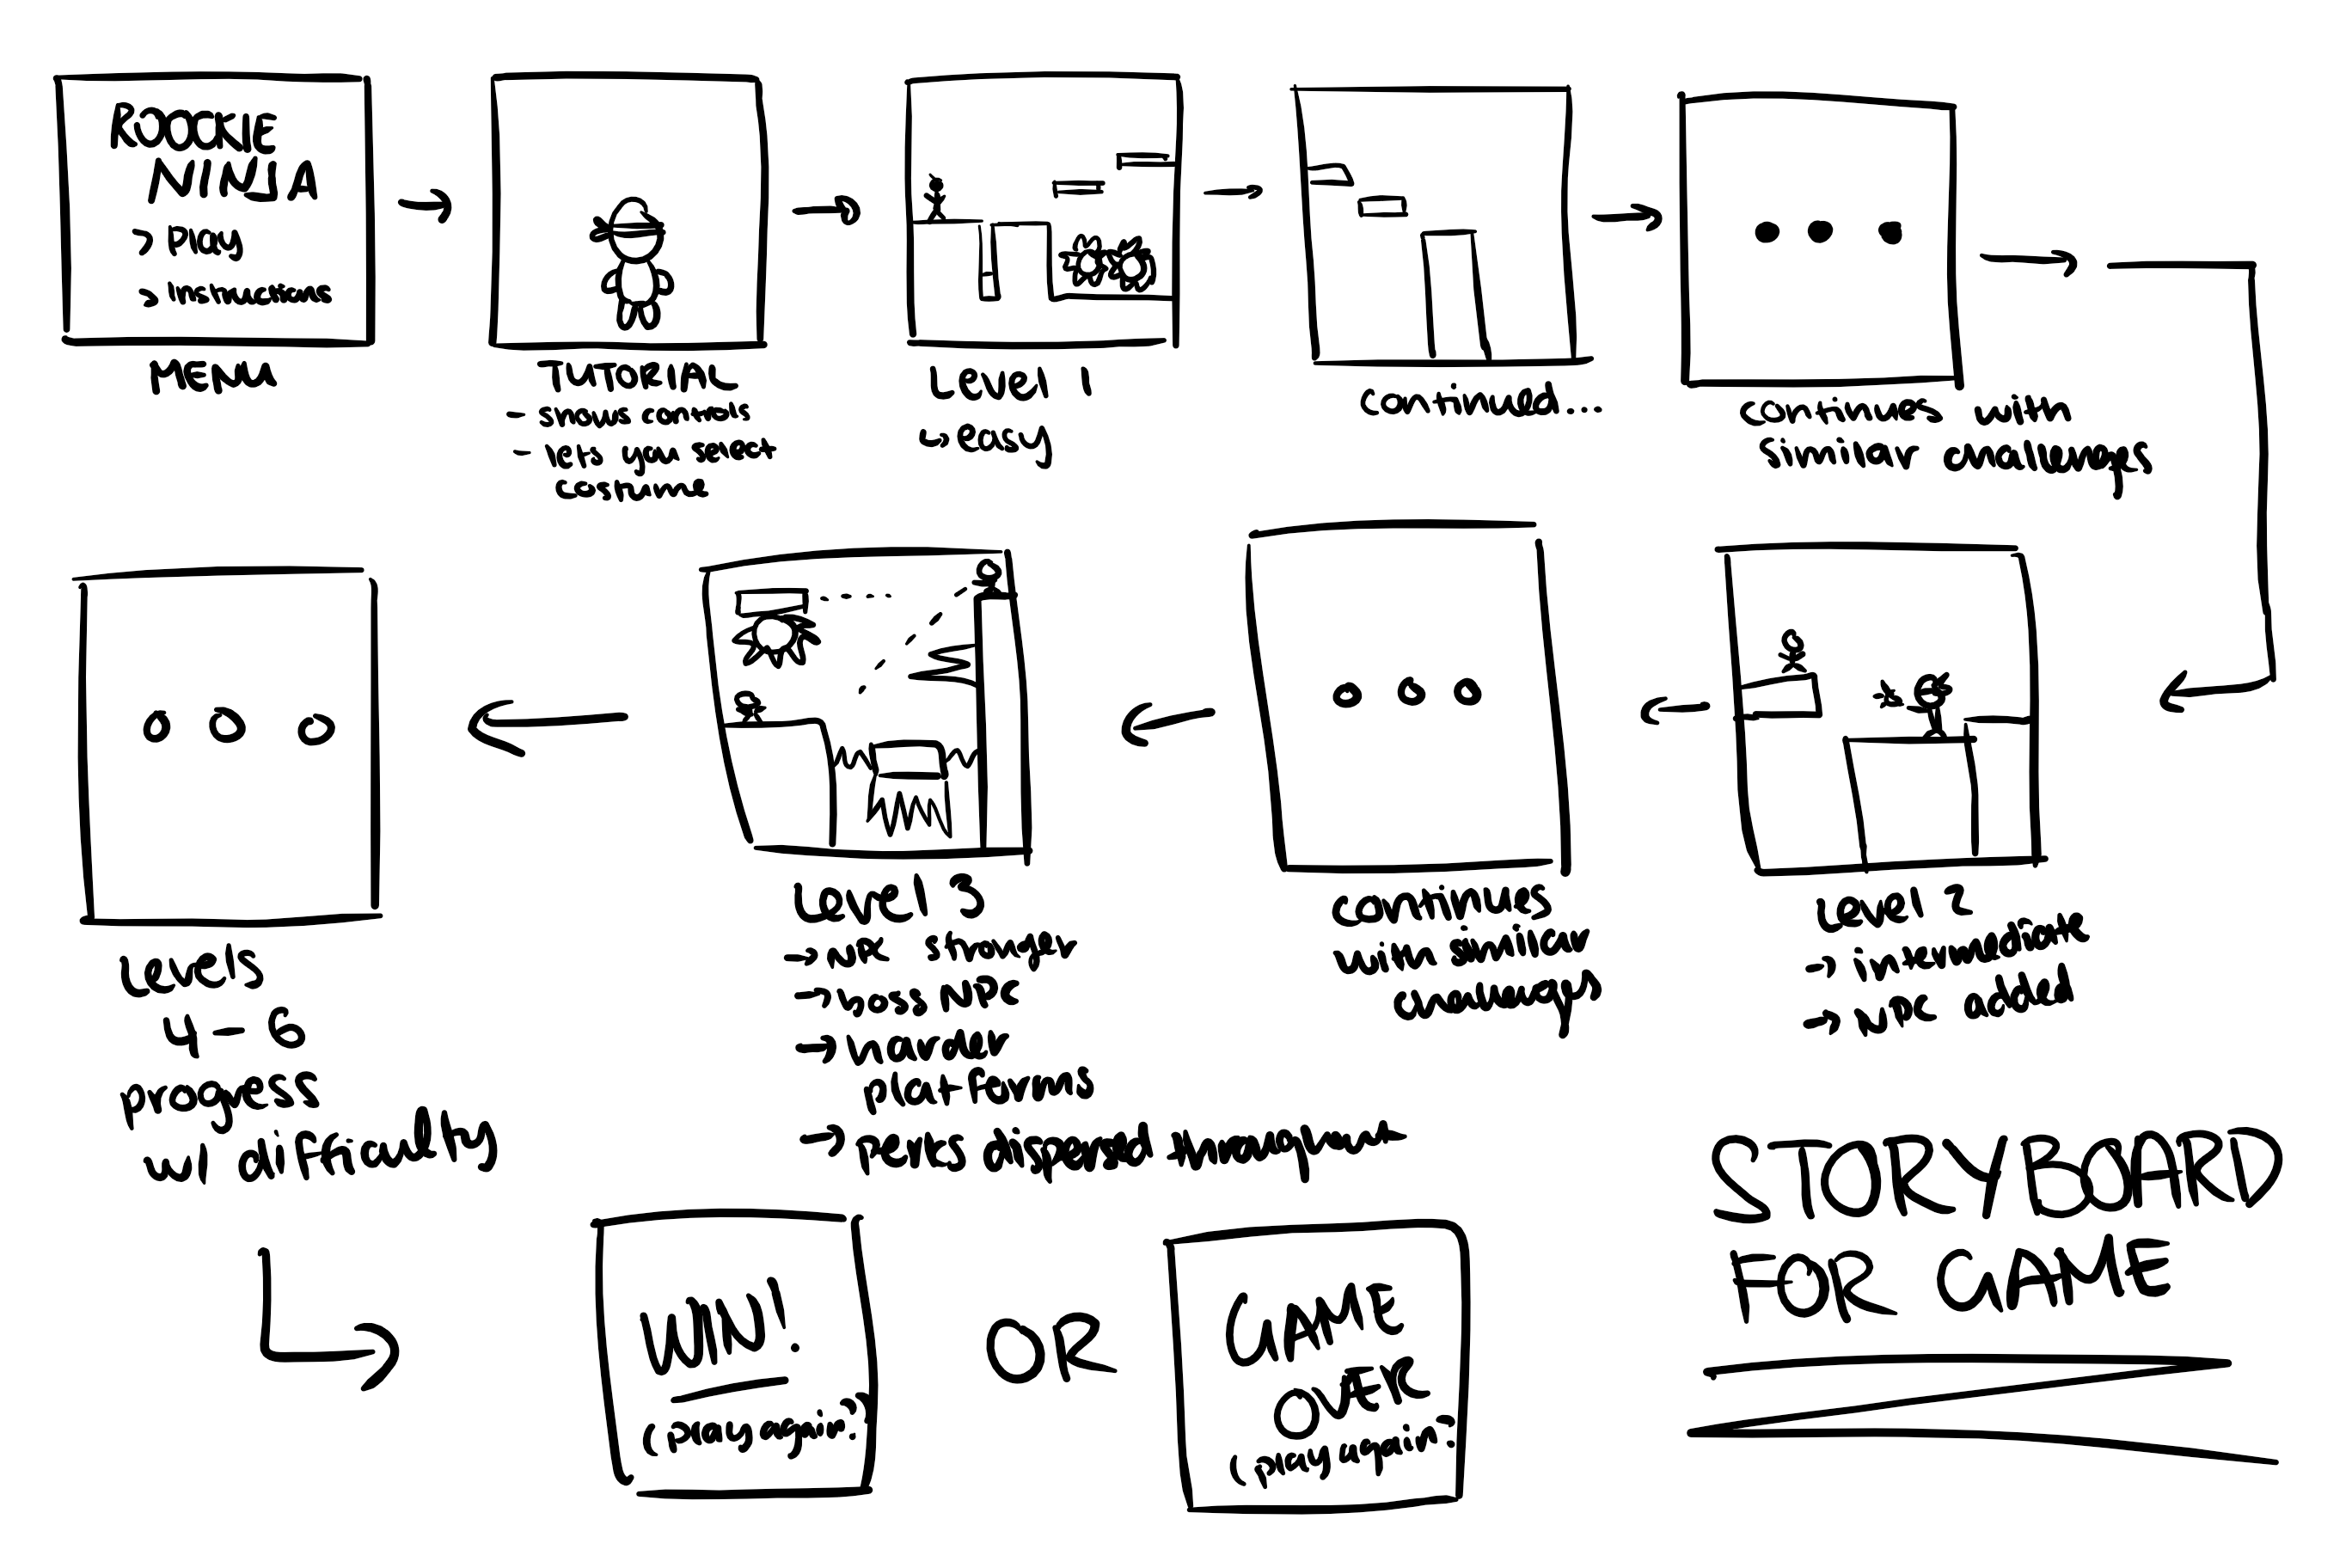 ROOKIE
NINJA
> Play
> instructions
MENU
TUTORIAL
- shows controls
- lets you select
costume
Level 1
↳ easy
continued...
continues with
similar challenges
Level 2
→ intermediate
→ NPC added
continues
with similar
challenges
Level 3
→ NPC stronger
→ boss NPC
→ harder
platforms
→ perks dispersed throughout
Levels
4-6
progress
w/ difficulty
WIN!
(play again?)
OR
GAME
OVER
(play again?
STORYBOARD
FOR GAME